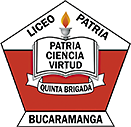 LICEO PATRIA
PATRIA
CIENCIA
VIRTUD
QUINTA BRIGADA
BUCARAMANGA